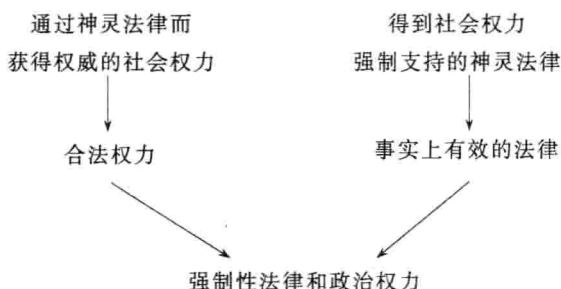 通过神灵法律而
获得权威的社会权力
得到社会权力
强制支持的神灵法律
合法权力
事实上有效的法律
强制性法律和政治权力